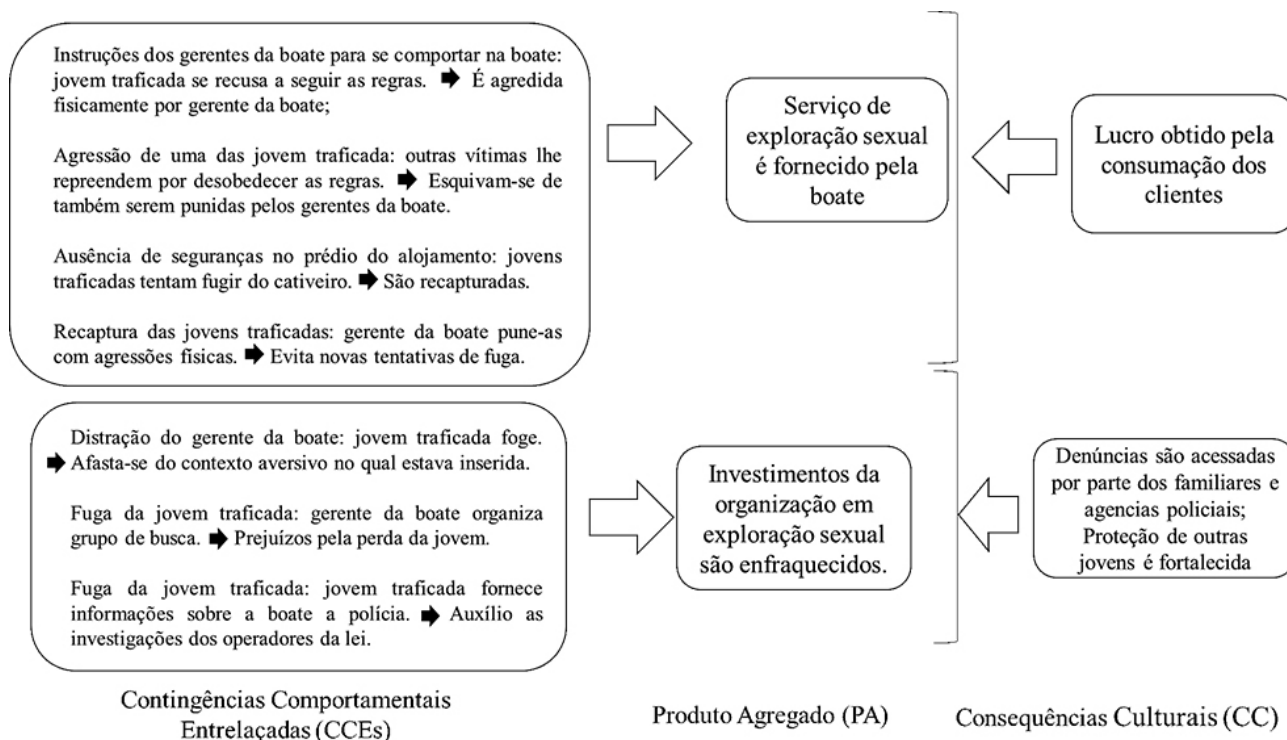 Instruções dos gerentes da boate para se comportar na boate:
jovem traficada se recusa a seguir as regras. 🡆 É agredida
fisicamente por gerente da boate;
Agressão de uma das jovem traficada: outras vítimas lhe
repreendem por desobedecer as regras. 🡆 Esquivam-se de
também serem punidas pelos gerentes da boate.
Ausência de seguranças no prédio do alojamento: jovens
traficadas tentam fugir do cativeiro. 🡆 São recapturadas.
Recaptura das jovens traficadas: gerente da boate pune-as
com agressões físicas. 🡆 Evita novas tentativas de fuga.
Serviço de
exploração sexual
é fornecido pela
boate
Lucro obtido pela
consumação dos
clientes
Distração do gerente da boate: jovem traficada foge.
🡆 Afasta-se do contexto aversivo no qual estava inserida.
Fuga da jovem traficada: gerente da boate organiza
grupo de busca. 🡆 Prejuízos pela perda da jovem.
Fuga da jovem traficada: jovem traficada fornece
informações sobre a boate a polícia. 🡆 Auxílio as
investigações dos operadores da lei.
Investimentos da
organização em
exploração sexual
são enfraquecidos.
Denúncias são acessadas
por parte dos familiares e
agencias policiais;
Proteção de outras
jovens é fortalecida
Contingências Comportamentais
Entrelaçadas (CCEs)
Produto Agregado (PA)
Consequências Culturais (CC)